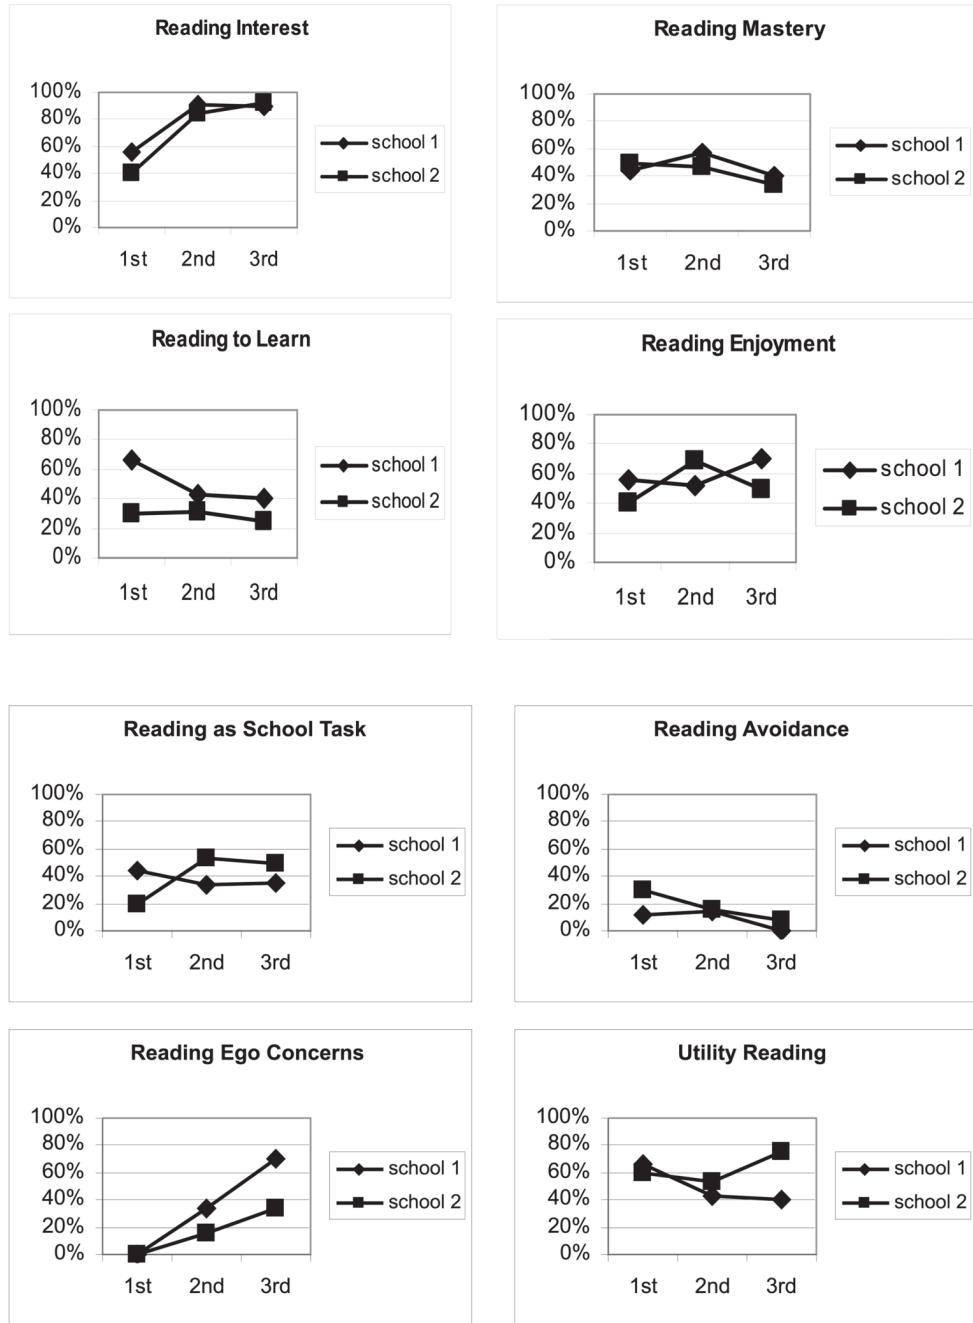 Reading Interest
100%
80%
60%
40%
20%
0%
1st 2nd 3rd
school 1
school 2
Reading Mastery
100%
80%
60%
40%
20%
0%
1st 2nd 3rd
school 1
school 2
Reading to Learn
100%
80%
60%
40%
20%
0%
1st 2nd 3rd
school 1
school 2
Reading Enjoyment
100%
80%
60%
40%
20%
0%
1st 2nd 3rd
school 1
school 2
Reading as School Task
100%
80%
60%
40%
20%
0%
1st 2nd 3rd
school 1
school 2
Reading Avoidance
100%
80%
60%
40%
20%
0%
1st 2nd 3rd
school 1
school 2
Reading Ego Concerns
100%
80%
60%
40%
20%
0%
1st 2nd 3rd
school 1
school 2
Utility Reading
100%
80%
60%
40%
20%
0%
1st 2nd 3rd
school 1
school 2